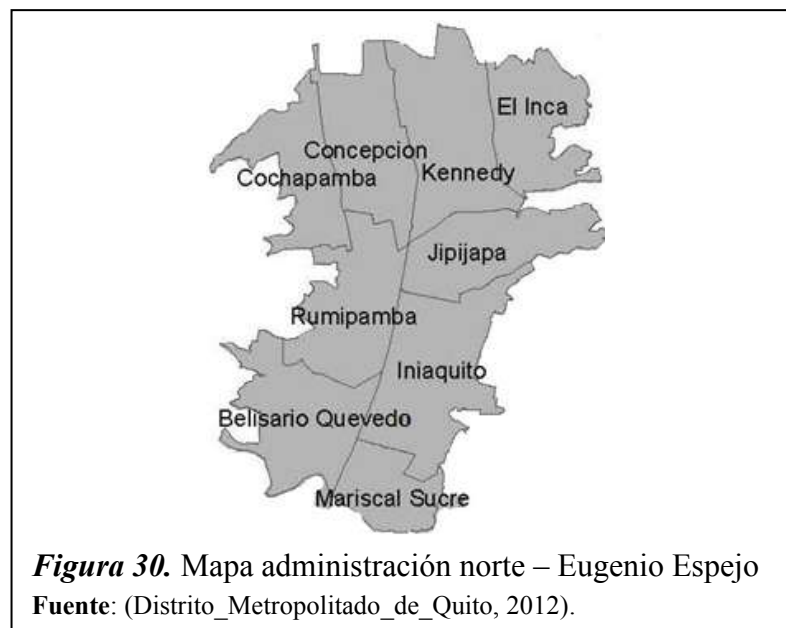 El Inca
Concepcion
Cochapamba
Kennedy
Jipijapa
Rumipamba
Iniaquito
Belisario Quevedo
Mariscal Sucre
Figura 30. Mapa administración norte – Eugenio Espejo
Fuente: (Distrito_Metropolitado_de_Quito, 2012).